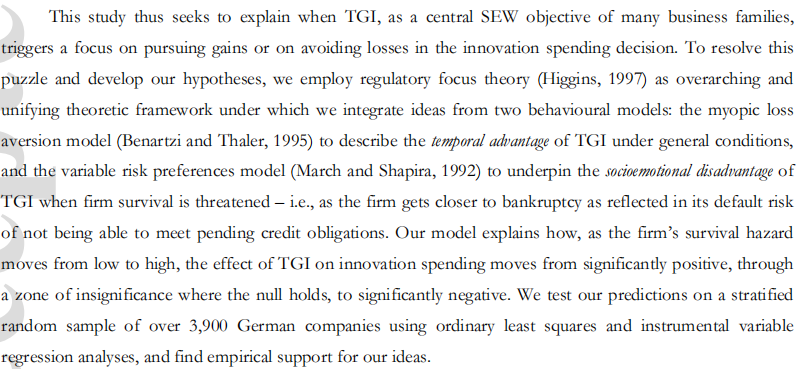 This study thus seeks to explain when TGI, as a central SEW objective of many business families,
triggers a focus on pursuing gains or on avoiding losses in the innovation spending decision. To resolve this
puzzle and develop our hypotheses, we employ regulatory focus theory (Higgins, 1997) as overarching and
unifying theoretic framework under which we integrate ideas from two behavioural models: the myopic loss
aversion model (Benartzi and Thaler, 1995) to describe the temporal advantage of TGI under general conditions,
and the variable risk preferences model (March and Shapira, 1992) to underpin the socioemotional disadvantage of
TGI when firm survival is threatened – i.e., as the firm gets closer to bankruptcy as reflected in its default risk
of not being able to meet pending credit obligations. Our model explains how, as the firm's survival hazard
moves from low to high, the effect of TGI on innovation spending moves from significantly positive, through
a zone of insignificance where the null holds, to significantly negative. We test our predictions on a stratified
random sample of over 3,900 German companies using ordinary least squares and instrumental variable
regression analyses, and find empirical support for our ideas.